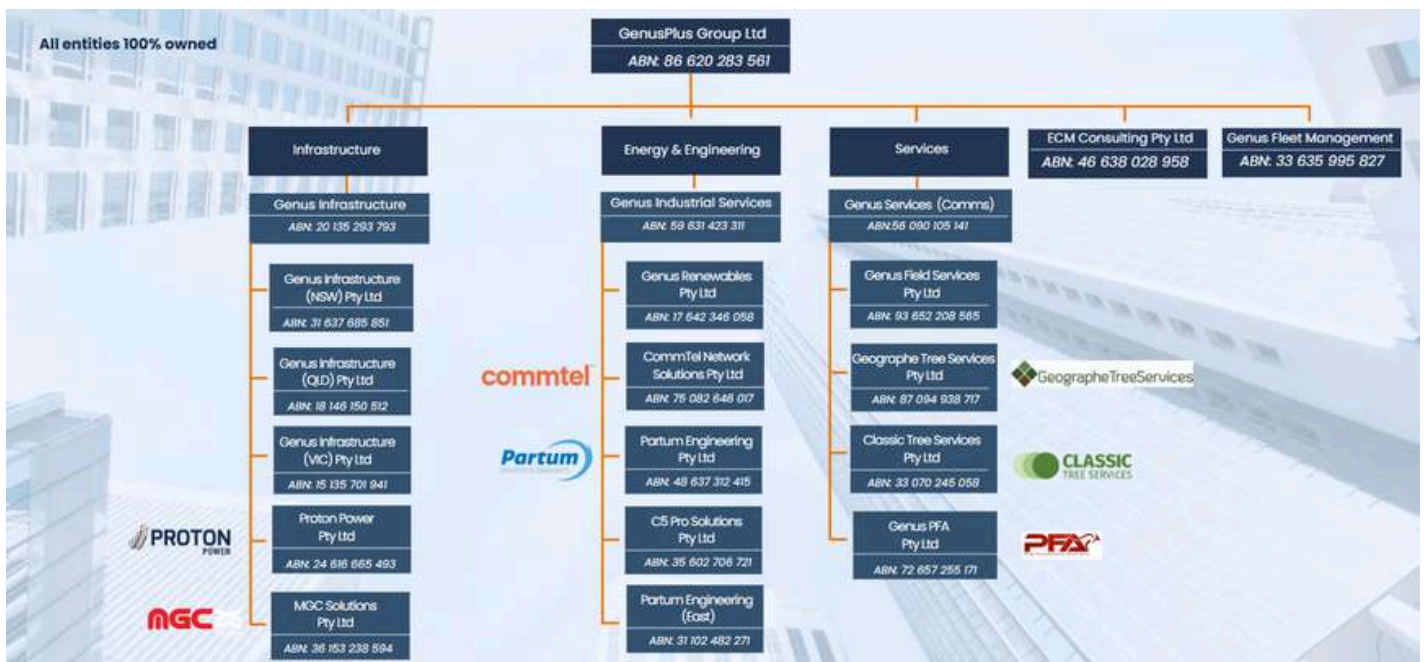 All entities 100% owned
GenusPlus Group Ltd
ABN: 86 620 283 561
Infrastructure
Genus Infrastructure
ABN: 20 135 293 793
Genus Infrastructure
(NSW) Pty Ltd
ABN: 31 637 685 851
Genus Infrastructure
(QLD) Pty Ltd
ABN: 18 146 150 512
Genus Infrastructure
(VIC) Pty Ltd
ABN: 15 135 701 941
PROTON
POWER
Proton Power
Pty Ltd
ABN: 24 616 665 493
MGC
MGC Solutions
Pty Ltd
ABN: 36 153 238 594
Energy & Engineering
Genus Industrial Services
ABN: 59 631 423 311
Genus Renewables
Pty Ltd
ABN: 17 642 346 058
commtel
CommTel Network
Solutions Pty Ltd
ABN: 75 082 646 017
Partum
Partum Engineering
Pty Ltd
ABN: 48 637 312 415
C5 Pro Solutions
Pty Ltd
ABN: 35 602 706 721
Partum Engineering
(East)
ABN: 31 102 482 271
Services
Genus Services (Comms)
ABN:56 090 105 141
Genus Field Services
Pty Ltd
ABN: 93 652 208 565
Geographe Tree Services
Pty Ltd
ABN: 87 094 938 717
GeographeTreeServices
Classic Tree Services
Pty Ltd
ABN: 33 070 245 058
CLASSIC
TREE SERVICES
Genus PFA
Pty Ltd
ABN: 72 657 255 171
PFA
ECM Consulting Pty Ltd
ABN: 46 638 028 958
Genus Fleet Management
ABN: 33 635 995 827